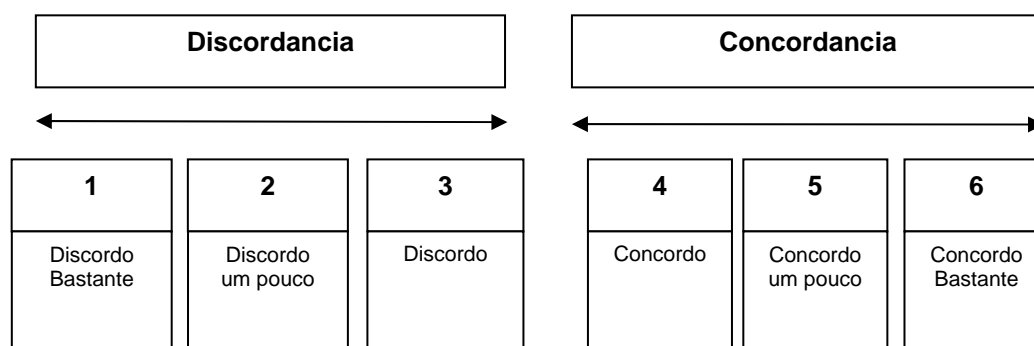 Discordancia
Concordancia
1
2
3
4
5
6
Discordo
Bastante
Discordo
um pouco
Discordo
Concordo
Concordo
um pouco
Concordo
Bastante